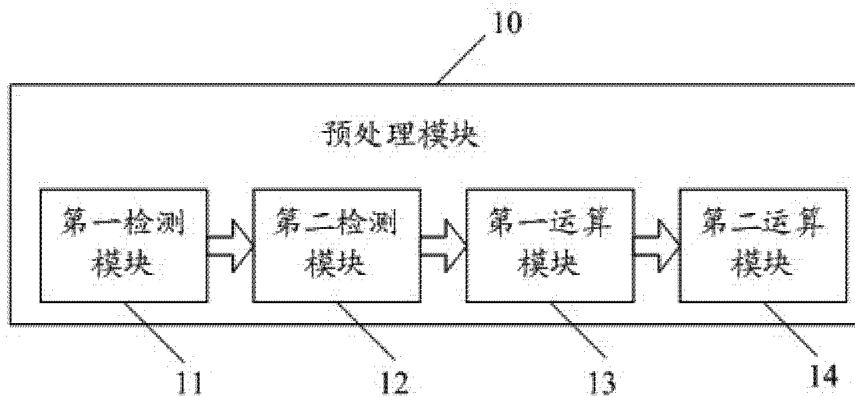 10
预处理模块
第一检测
模块
第二检测
模块
第一运算
模块
第二运算
模块
11
12
13
14